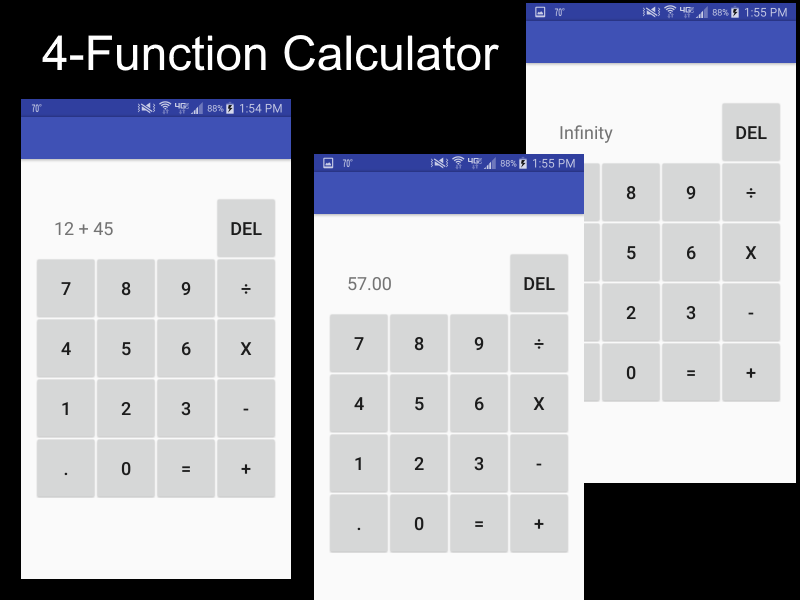 4-Function Calculator
70°
4G
88%
1:54 PM
12 + 45
DEL
7 8 9 ÷
4 5 6 X
1 2 3 -
. 0 = +
70°
4G
88%
1:55 PM
57.00
DEL
7 8 9 ÷
4 5 6 X
1 2 3 -
. 0 = +
70°
4G
88%
1:55 PM
Infinity
DEL
8 9 ÷
5 6 X
2 3 -
0 = +